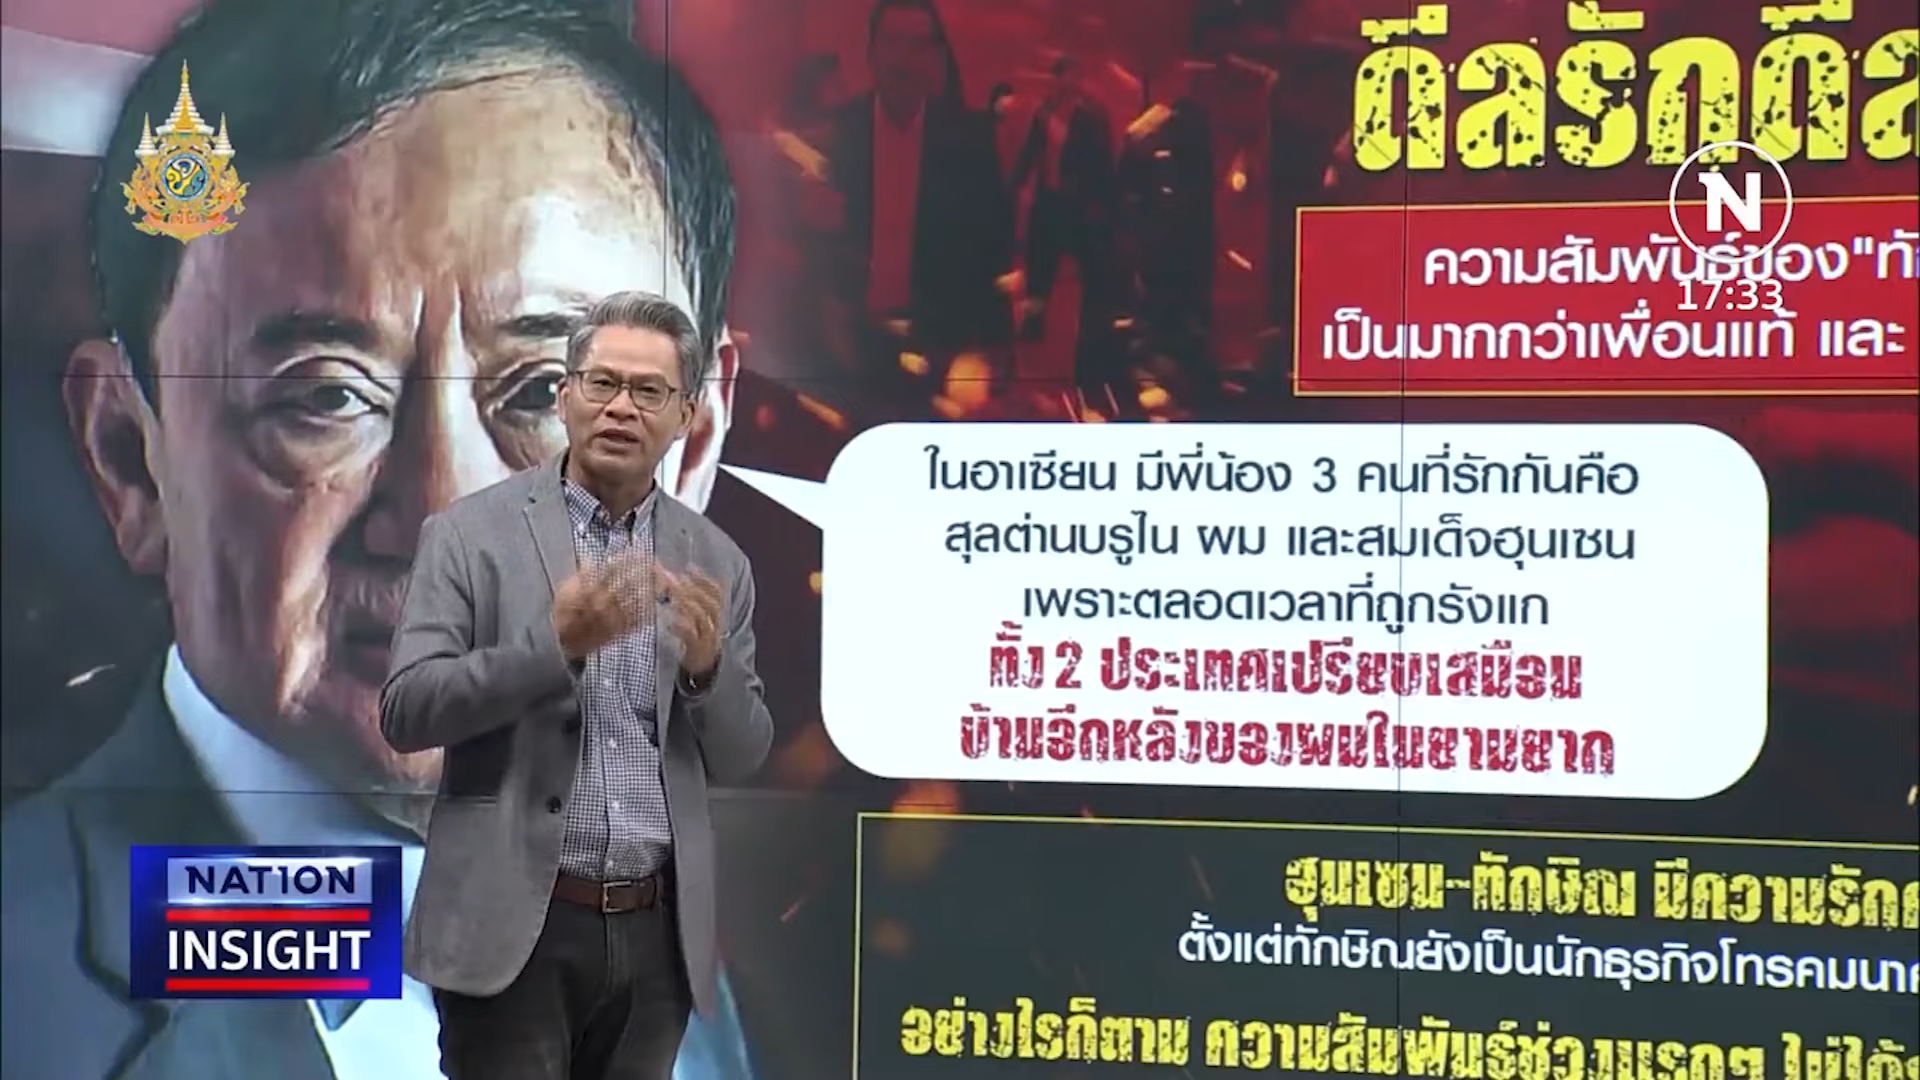 ดีลรักดีล
N
17:33
ความสัมพันธ์ของ"ทัก
เป็นมากกว่าเพื่อนแท้ และ
ในอาเซียน มีพี่น้อง 3 คนที่รักกันคือ
สุลต่านบรูไน ผม และสมเด็จฮุนเซน
เพราะตลอดเวลาที่ถูกรังแก
ทั้ง 2 ประเทศเปรียบเสมือน
บ้านอีกหลังของผมในยามยาก
ฮุนเซน-ทักษิณ มีความรัก
ตั้งแต่ทักษิณยังเป็นนักธุรกิจโทรคมนาค
อย่างไรก็ตาม ความสัมพันธ์ช่วงแรกๆ ไม่ได้
NATION
INSIGHT